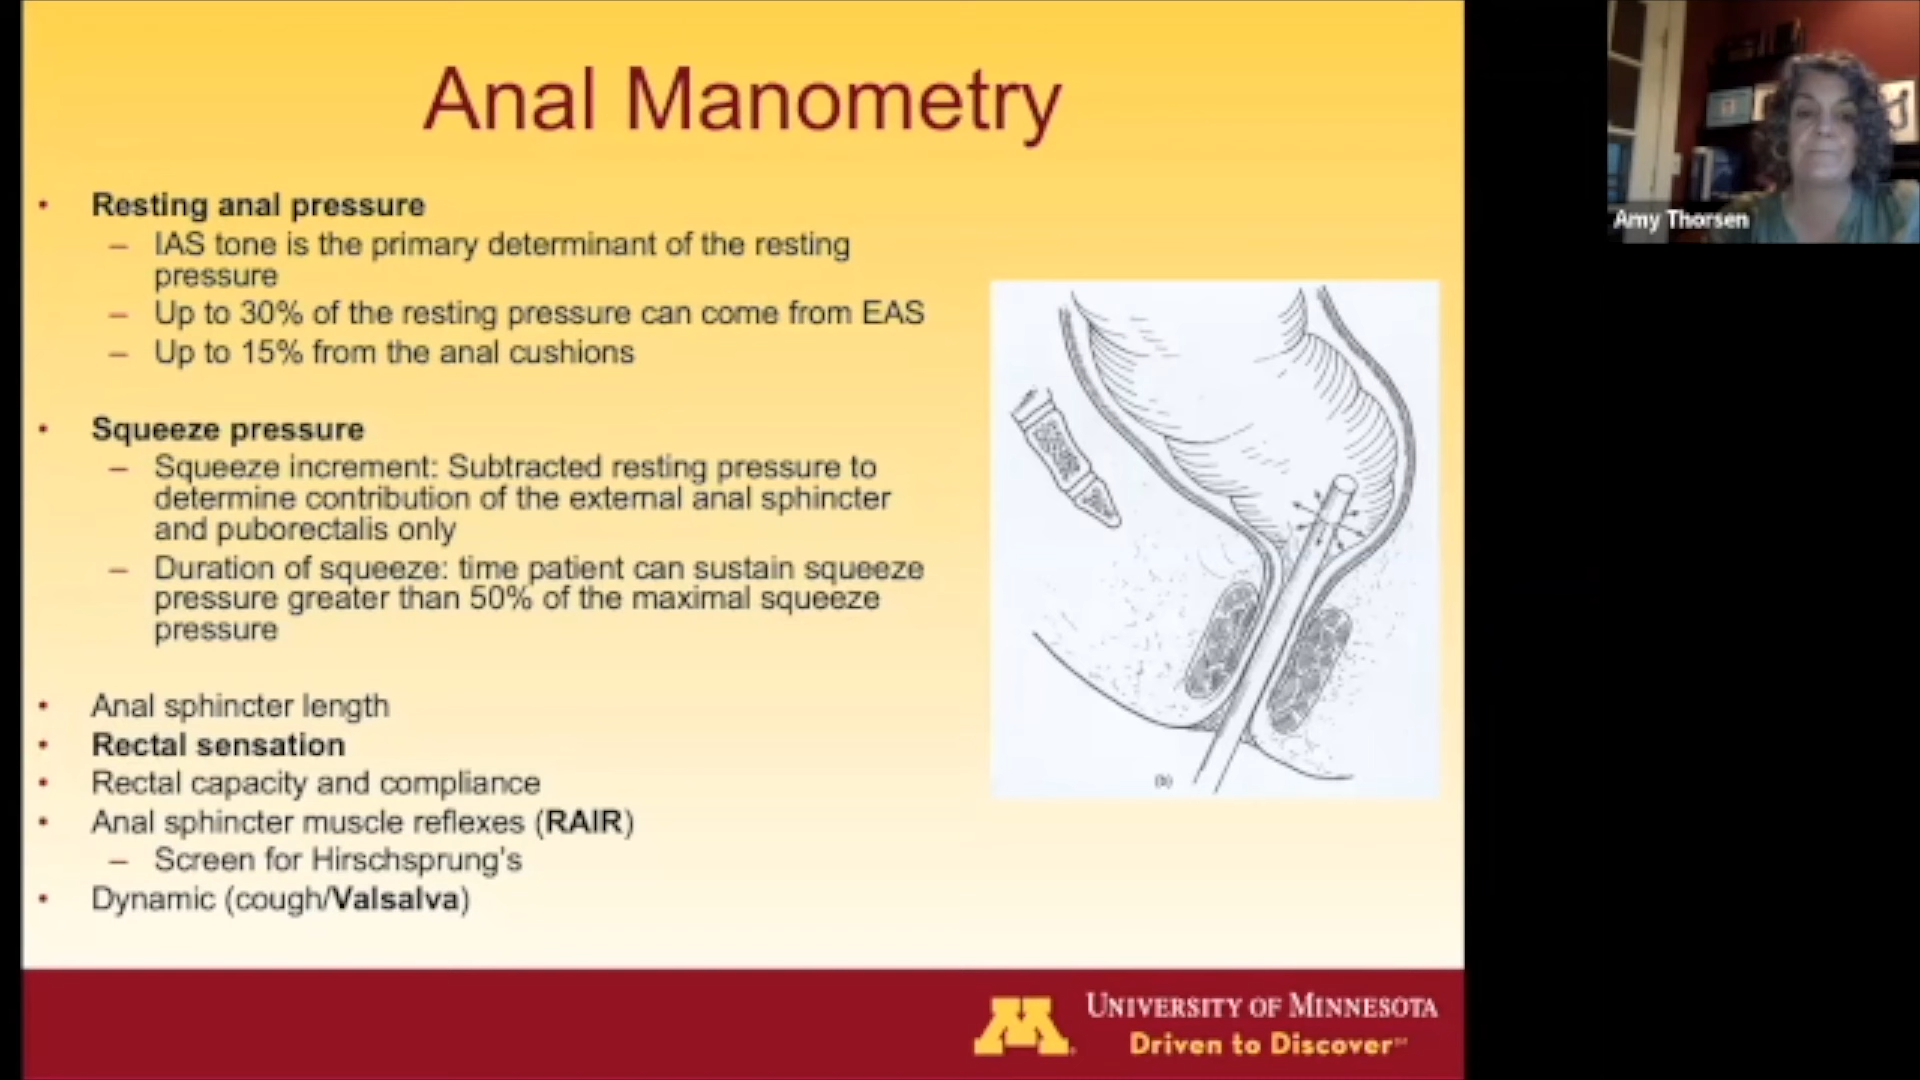 Anal Manometry
• Resting anal pressure
– IAS tone is the primary determinant of the resting
pressure
– Up to 30% of the resting pressure can come from EAS
– Up to 15% from the anal cushions
• Squeeze pressure
– Squeeze increment: Subtracted resting pressure to
determine contribution of the external anal sphincter
and puborectalis only
– Duration of squeeze: time patient can sustain squeeze
pressure greater than 50% of the maximal squeeze
pressure
• Anal sphincter length
• Rectal sensation
• Rectal capacity and compliance
• Anal sphincter muscle reflexes (RAIR)
– Screen for Hirschsprung's
• Dynamic (cough/Valsalva)
(b)
M
UNIVERSITY OF MINNESOTA
Driven to Discover
Amy Thorsen